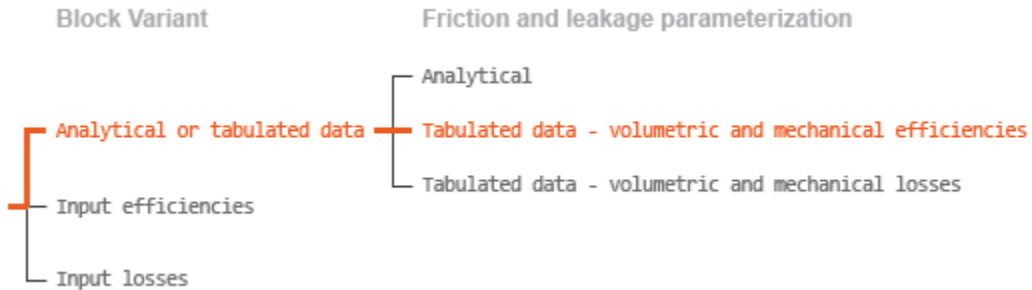 Block Variant
Friction and leakage parameterization
Analytical
Analytical or tabulated data
Tabulated data - volumetric and mechanical efficiencies
Tabulated data - volumetric and mechanical losses
Input efficiencies
Input losses